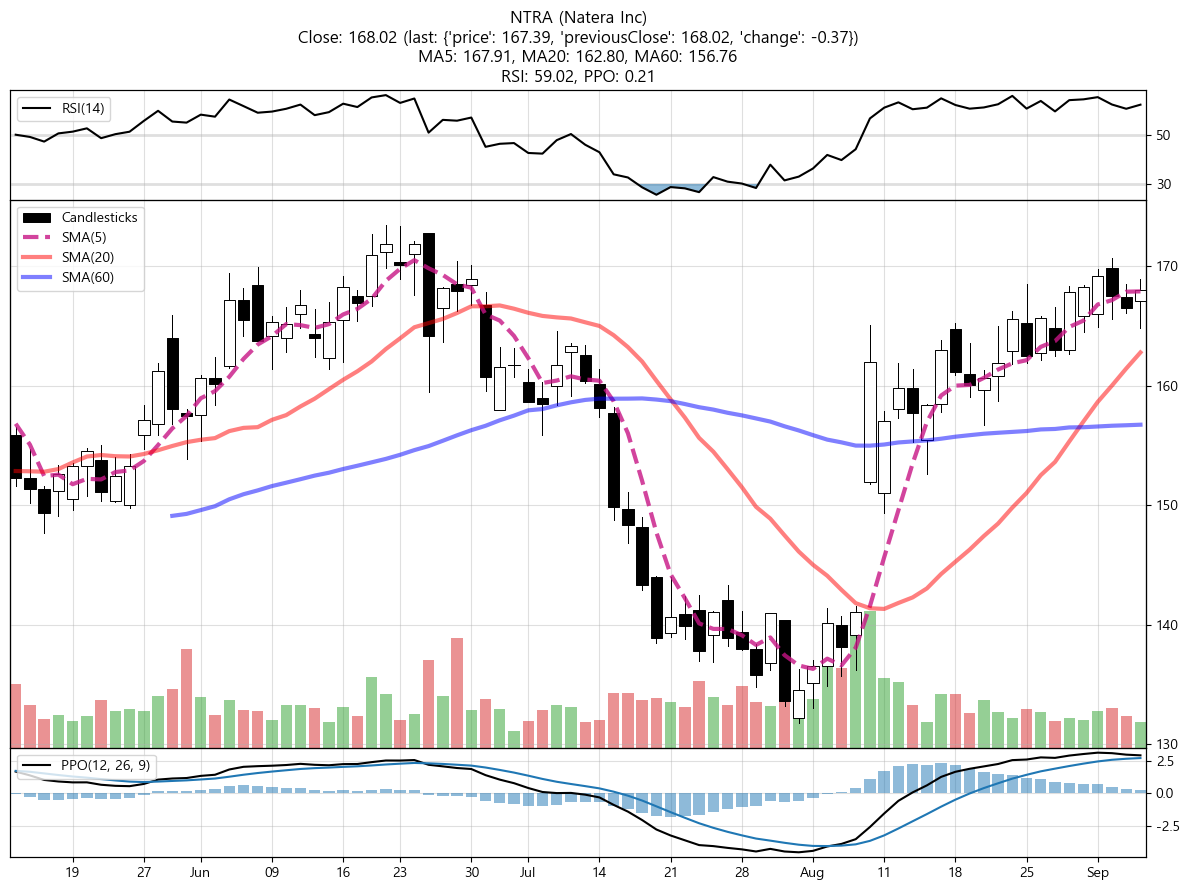 NTRA (Natera Inc)
Close: 168.02 (last: {'price': 167.39, 'previousClose': 168.02, 'change': -0.37})
MA5: 167.91, MA20: 162.80, MA60: 156.76
RSI: 59.02, PPO: 0.21
RSI(14)
50
30
Candlesticks
SMA(5)
SMA(20)
SMA(60)
170
160
150
140
130
PPO(12, 26, 9)
2.5
0.0
−2.5
19 27 Jun 09 16 23 30 Jul 14 21 28 Aug 11 18 25 Sep